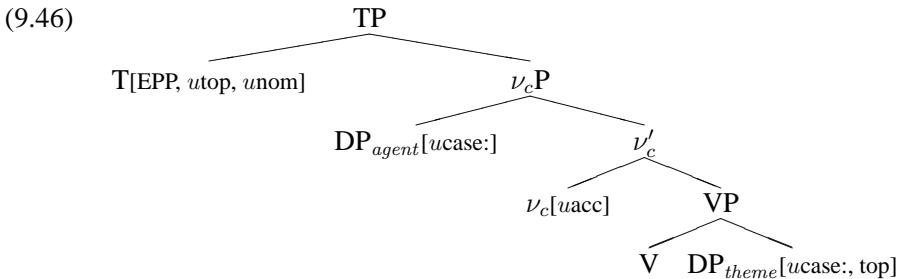 (9.46) TP
T[EPP, utop, unom] νcP
DPagent[ucase:] ν′c
νc[uacc] VP
V DPtheme[ucase:, top]